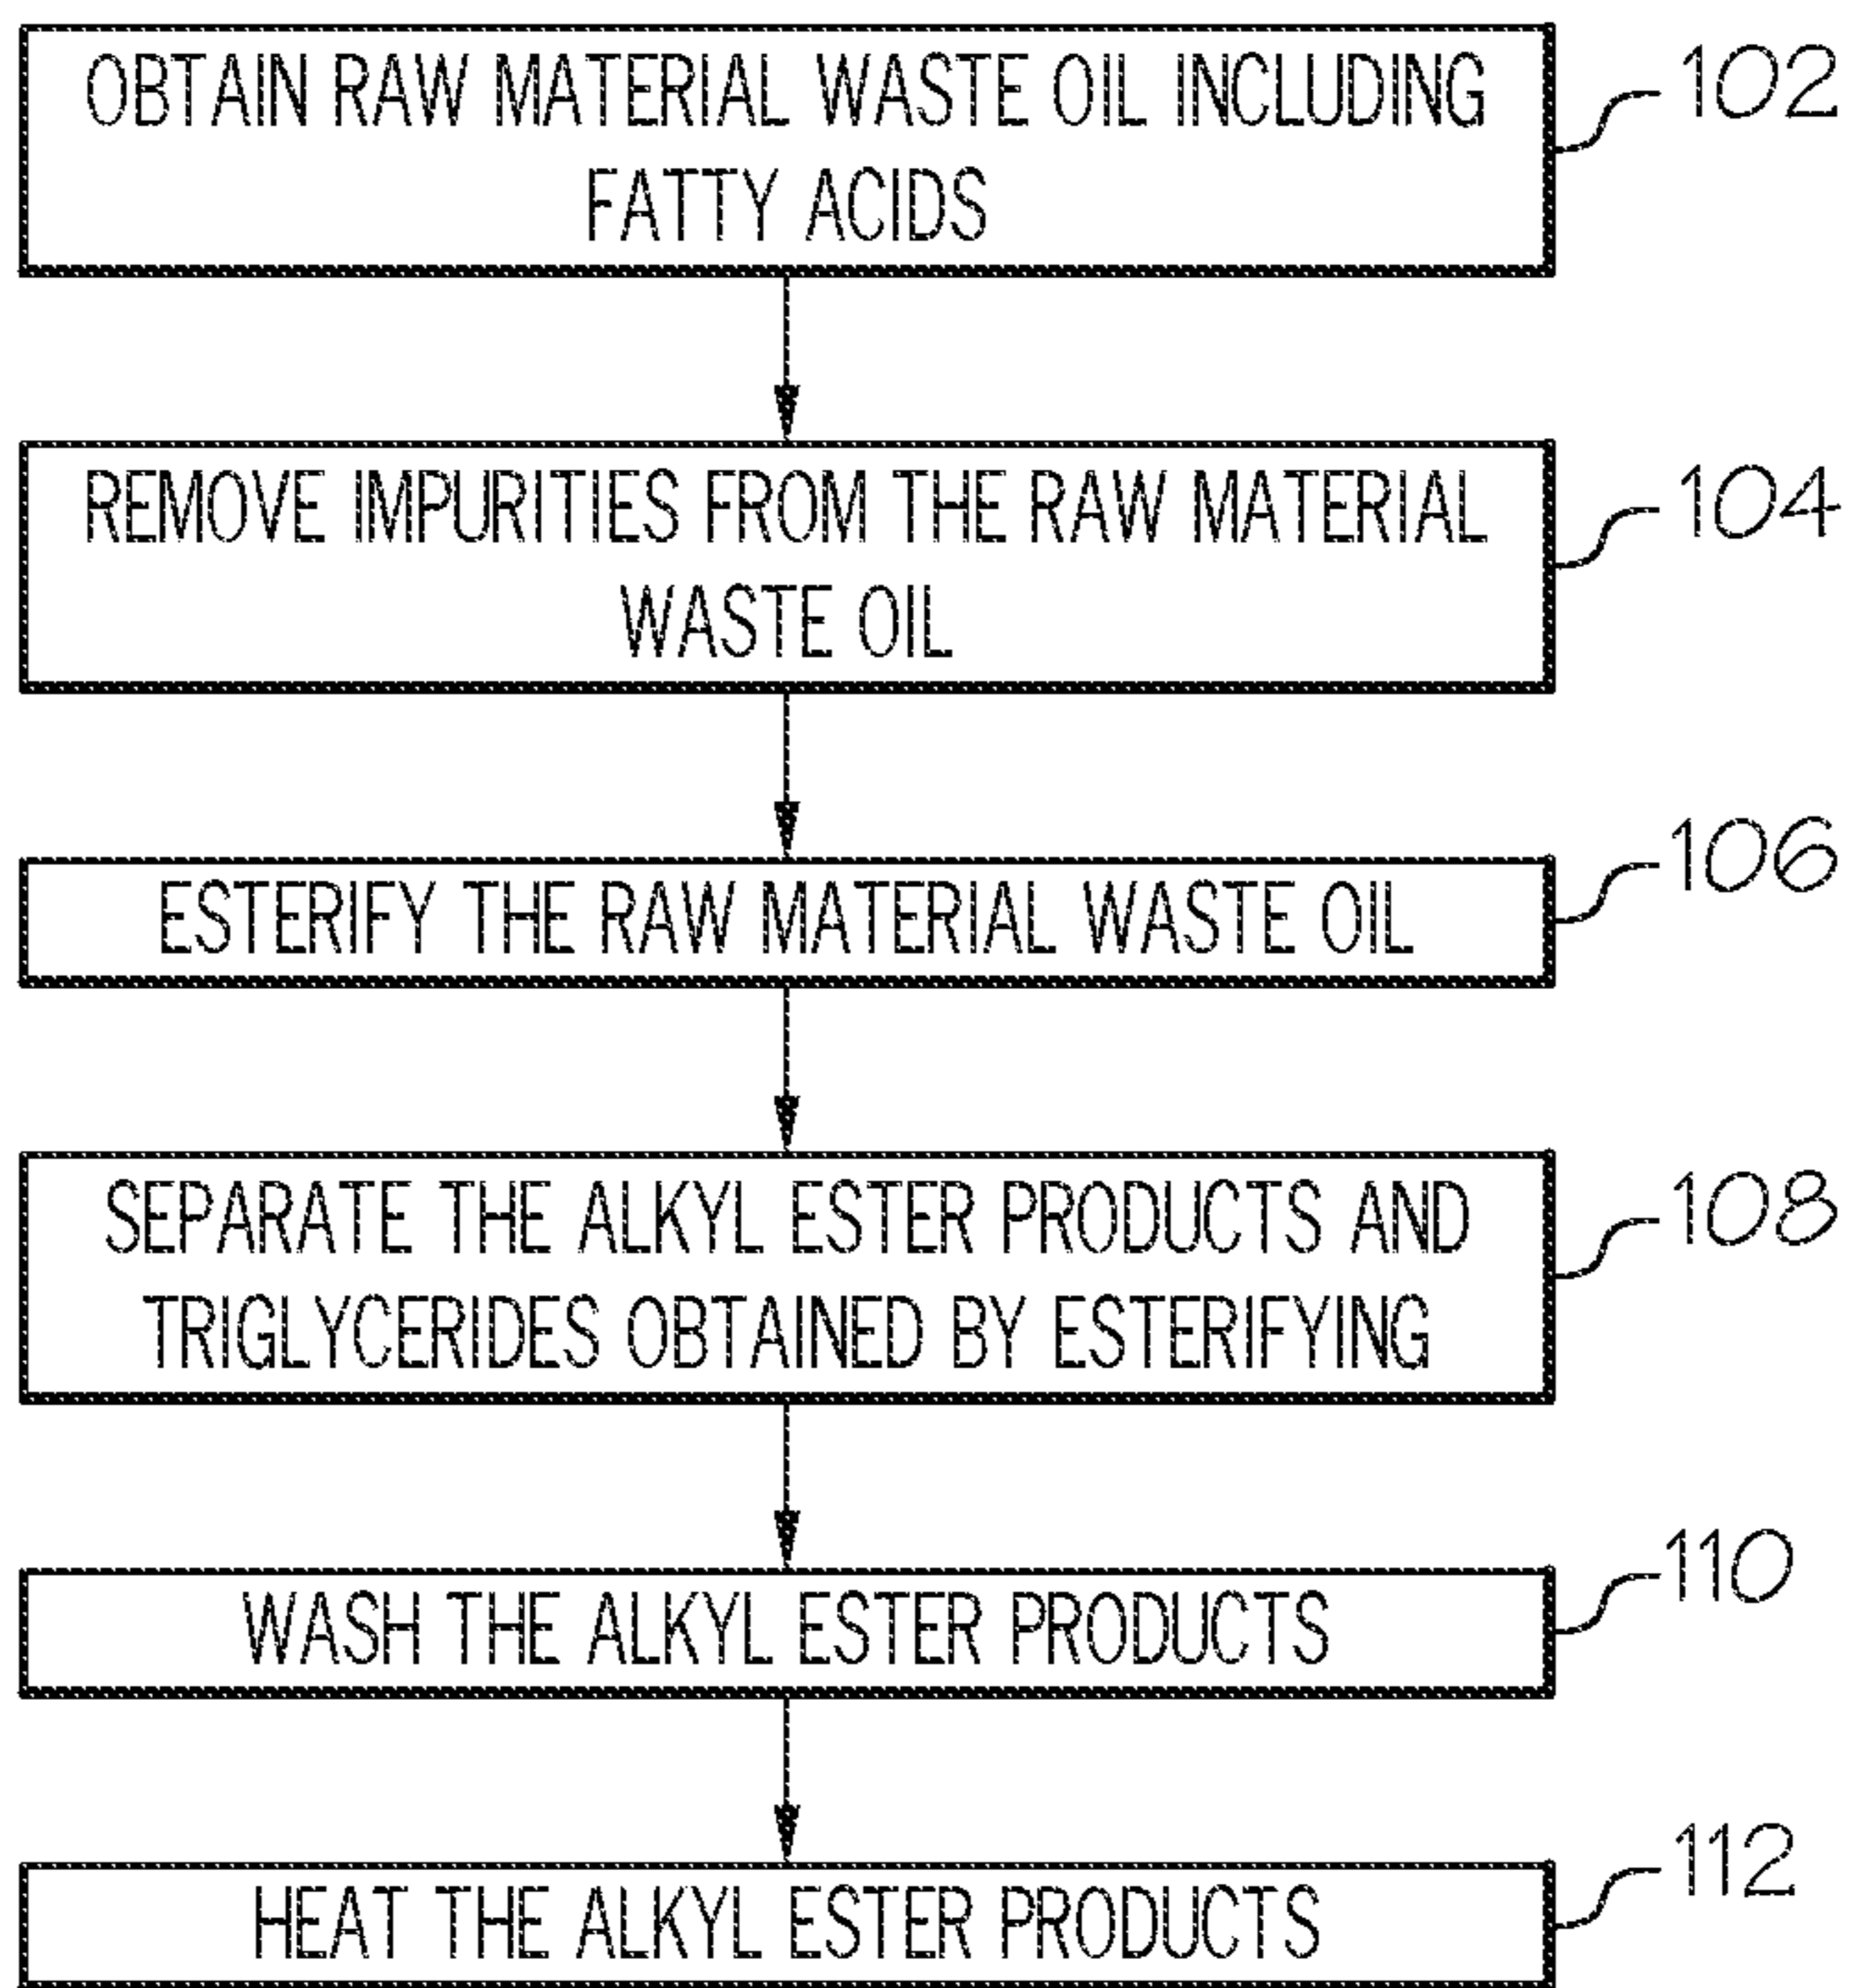 OBTAIN RAW MATERIAL WASTE OIL INCLUDING
FATTY ACIDS
102
REMOVE IMPURITIES FROM THE RAW MATERIAL
WASTE OIL
104
ESTERIFY THE RAW MATERIAL WASTE OIL
106
SEPARATE THE ALKYL ESTER PRODUCTS AND
TRIGLYCERIDES OBTAINED BY ESTERIFYING
108
WASH THE ALKYL ESTER PRODUCTS
110
HEAT THE ALKYL ESTER PRODUCTS
112